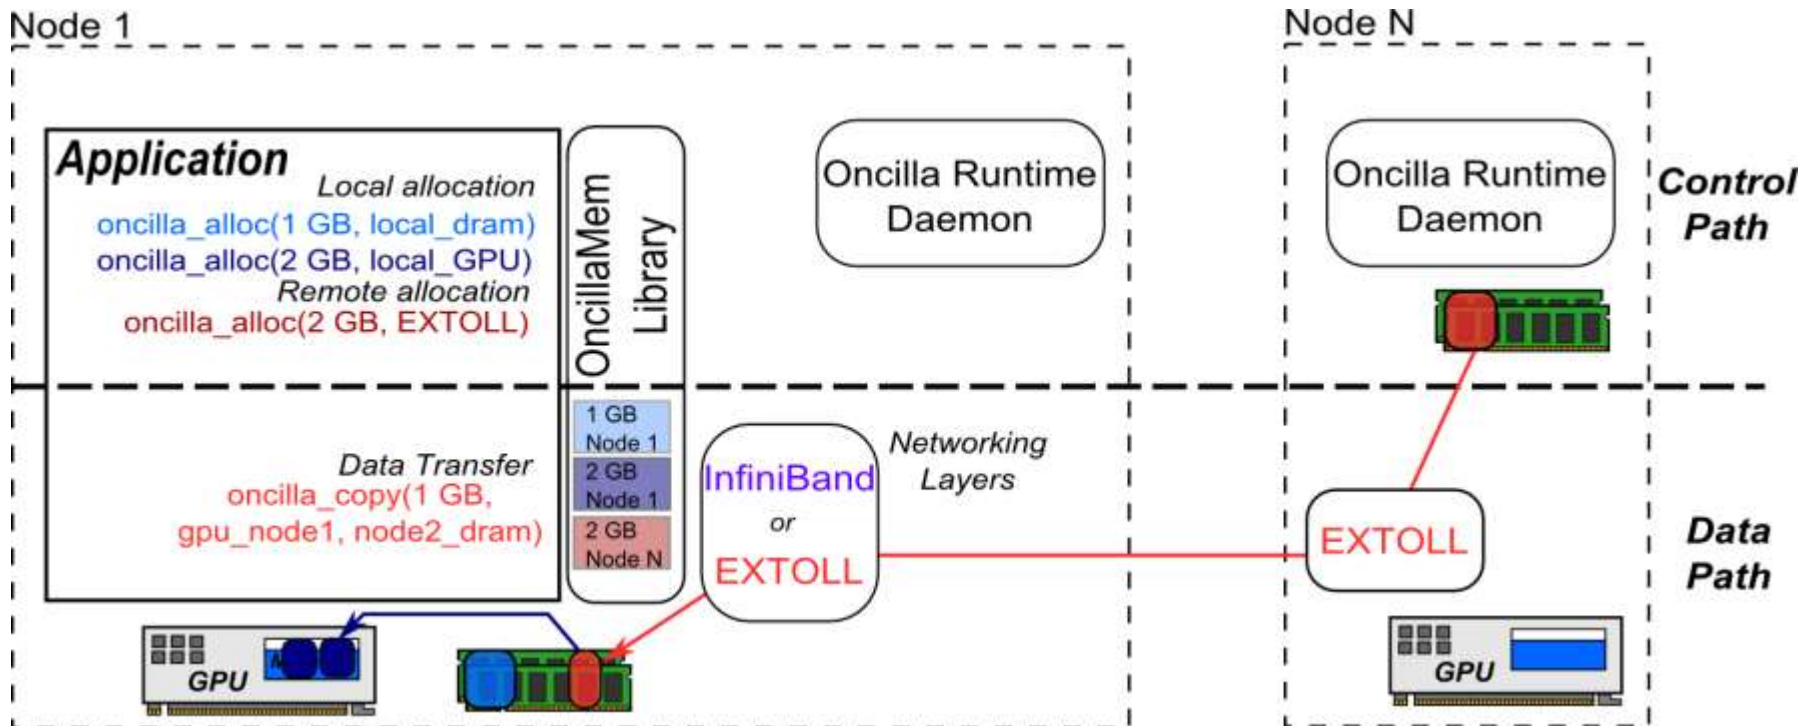 Node 1
Node N
Application
Local allocation
oncilla_alloc(1 GB, local_dram)
oncilla_alloc(2 GB, local_GPU)
Remote allocation
oncilla_alloc(2 GB, EXTOLL)
OncillaMem
Library
Oncilla Runtime
Daemon
Oncilla Runtime
Daemon
Control
Path
Data Transfer
oncilla_copy(1 GB,
gpu_node1, node2_dram)
1 GB
Node 1
2 GB
Node 1
2 GB
Node N
InfiniBand
or
EXTOLL
Networking
Layers
EXTOLL
Data
Path
GPU
GPU